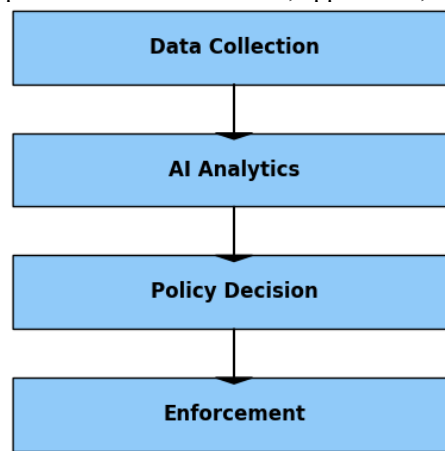 Data Collection
AI Analytics
Policy Decision
Enforcement